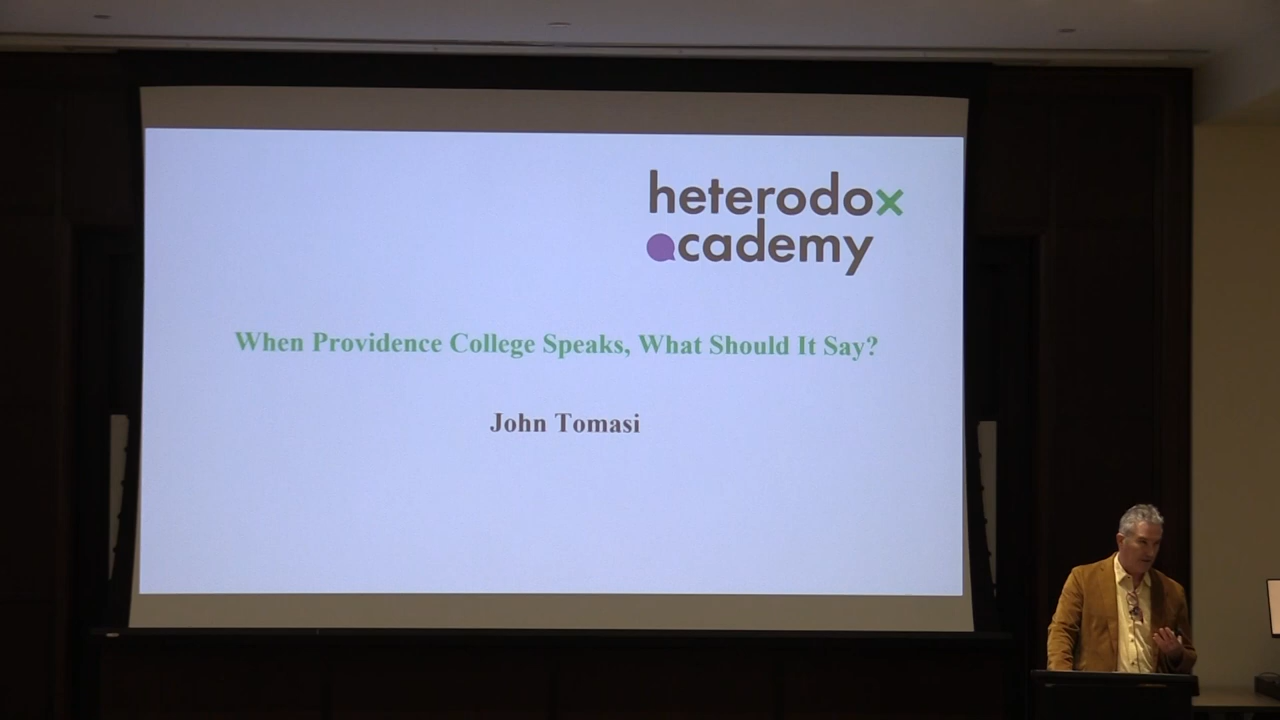 heterodox
academy
When Providence College Speaks, What Should It Say?
John Tomasi